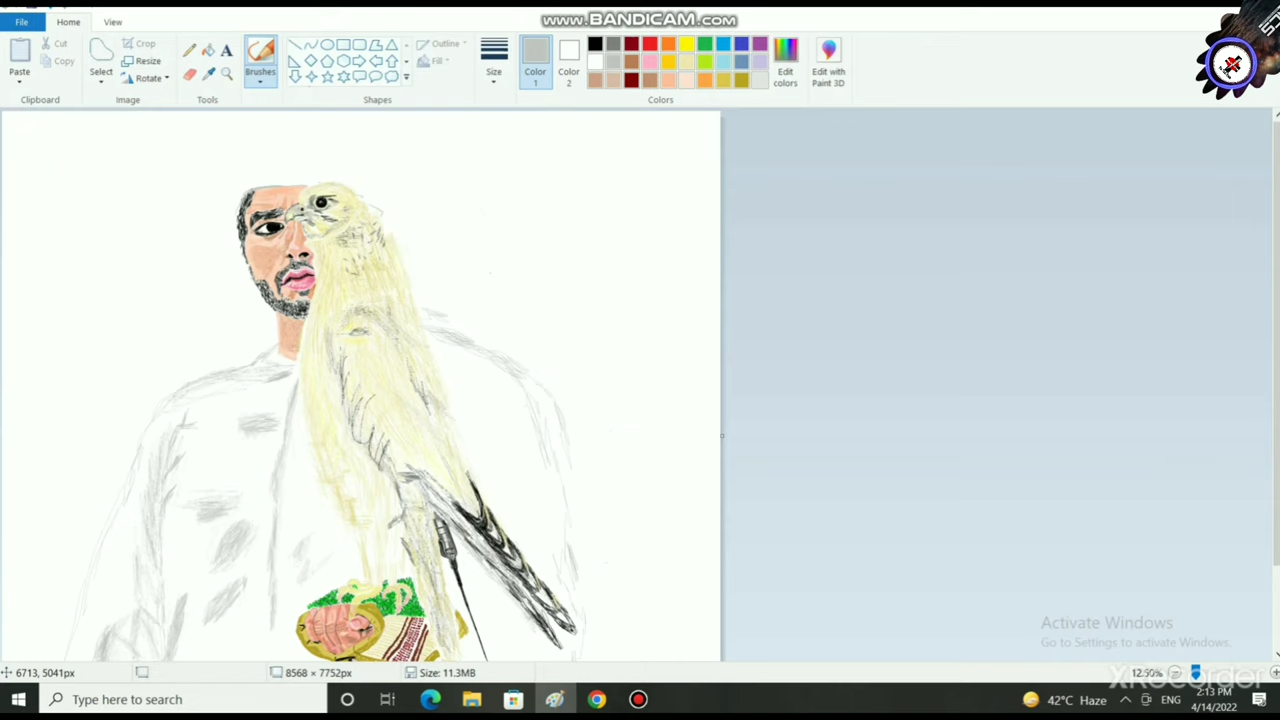 www.BANDICAM.com
File Home View
Cut
Copy
Paste
Clipboard
Crop
Resize
Rotate
Select
Image
Tools
Brushes
Outline
Fill
Shapes
Size
Color 1
Color 2
Edit colors
Edit with Paint 3D
Colors
Activate Windows
Go to Settings to activate Windows.
6713, 5041px
8568 × 7752px
Size: 11.3MB
12.50%
XRecorder
Type here to search
42°C Haze
ENG
2:13 PM
4/14/2022